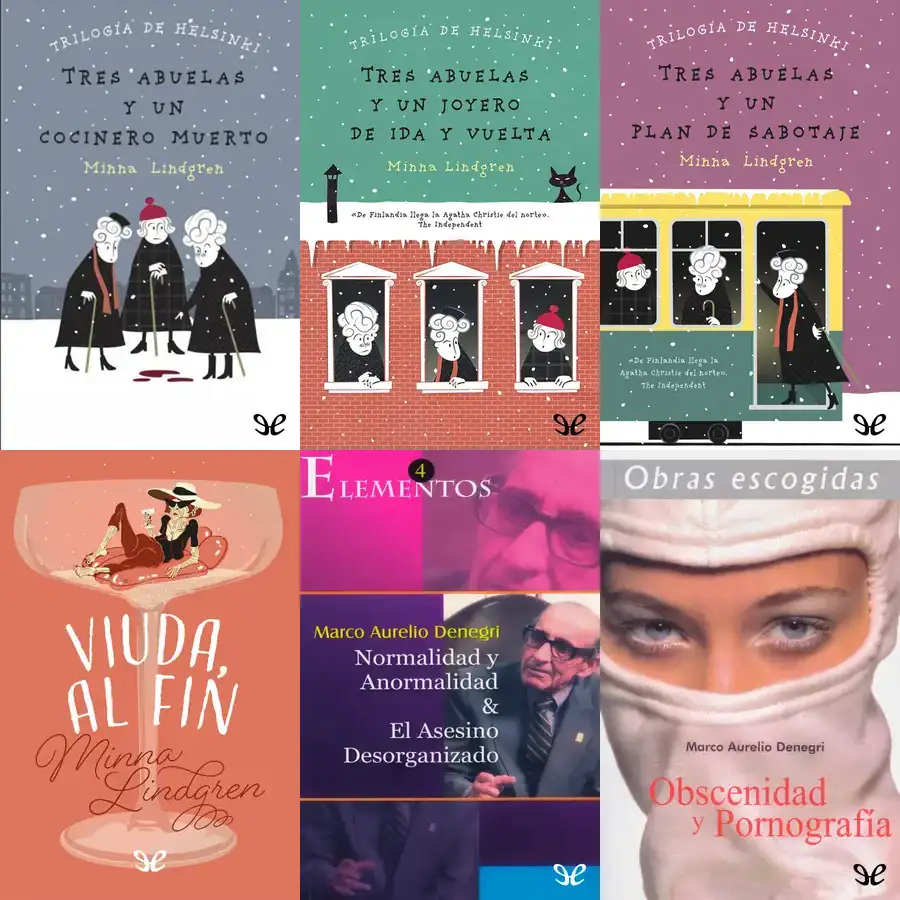 TRILOGÍA DE HELSINKI
TRES ABUELAS
Y UN
COCINERO MUERTO
Minna Lindgren
TRILOGÍA DE HELSINKI
TRES ABUELAS
Y UN JOYERO
DE IDA Y VUELTA
Minna Lindgren
«De Finlandia llega la Agatha Christie del norte».
The Independent
TRILOGÍA DE HELSINKI
TRES ABUELAS
Y UN
PLAN DE SABOTAJE
Minna Lindgren
«De Finlandia llega la
Agatha Christie del norte».
The Independent
VIUDA,
AL FIN
Minna
Lindgren
4
ELEMENTOS
Marco Aurelio Denegri
Normalidad y
Anormalidad
&
El Asesino
Desorganizado
Obras escogidas
Marco Aurelio Denegri
Obscenidad
y Pornografía